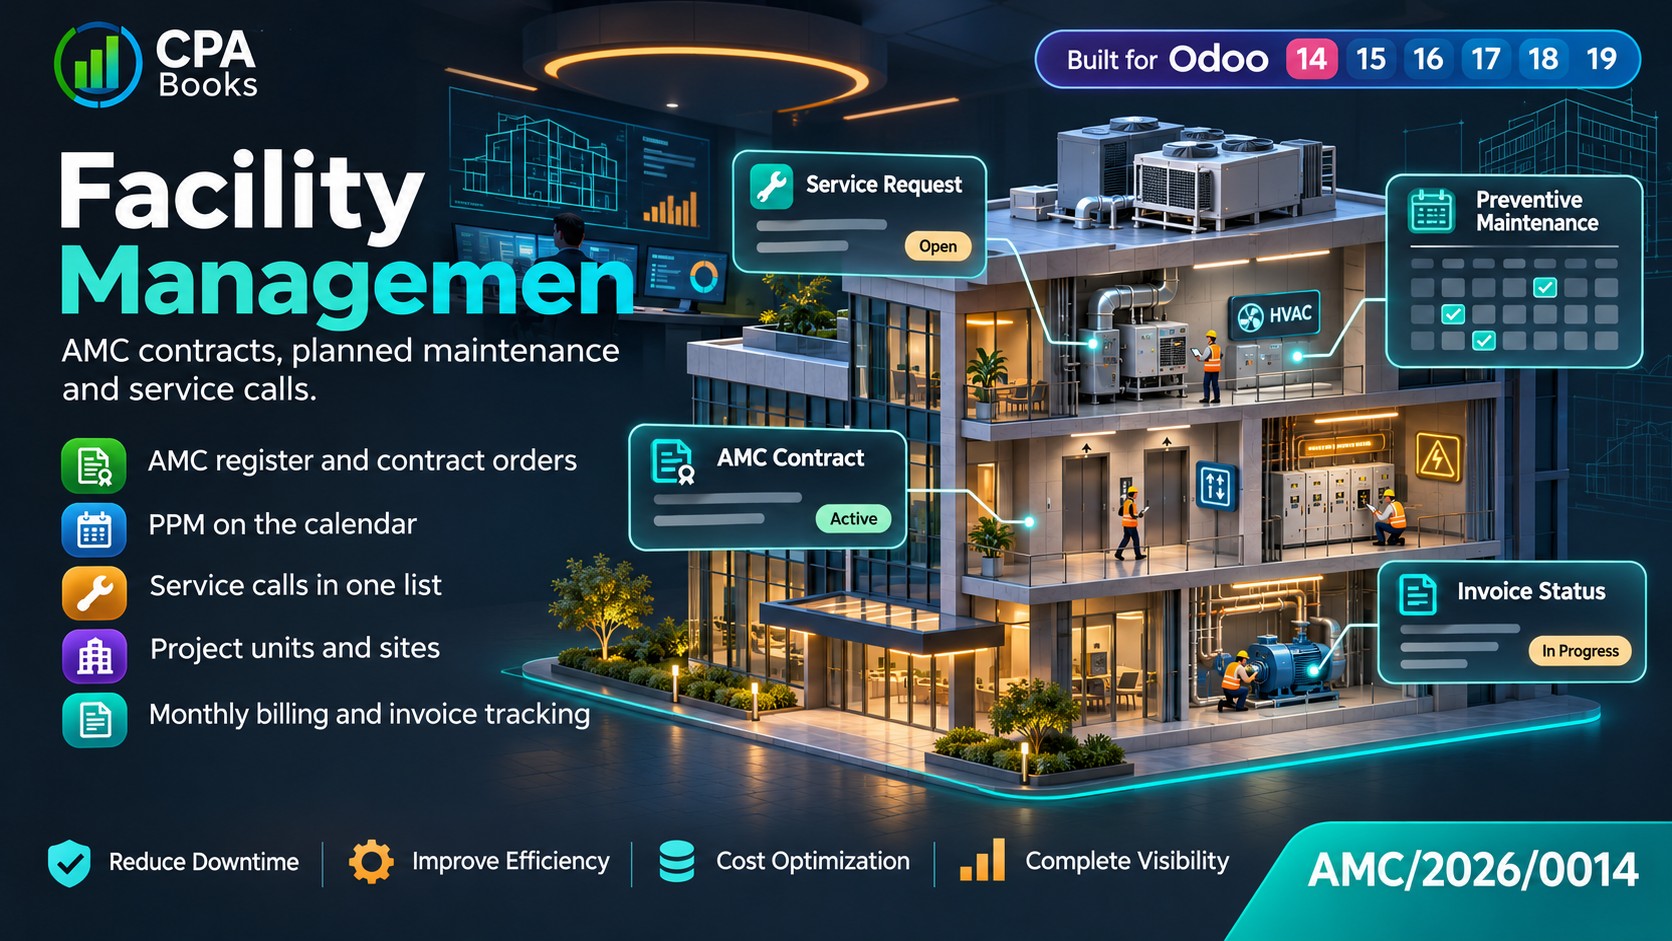 CPA
Books
Built for Odoo 14 15 16 17 18 19
Facility
Managemen
AMC contracts, planned maintenance
and service calls.
AMC register and contract orders
PPM on the calendar
Service calls in one list
Project units and sites
Monthly billing and invoice tracking
Service Request
Open
Preventive
Maintenance
HVAC
AMC Contract
Active
Invoice Status
In Progress
Reduce Downtime
Improve Efficiency
Cost Optimization
Complete Visibility
AMC/2026/0014